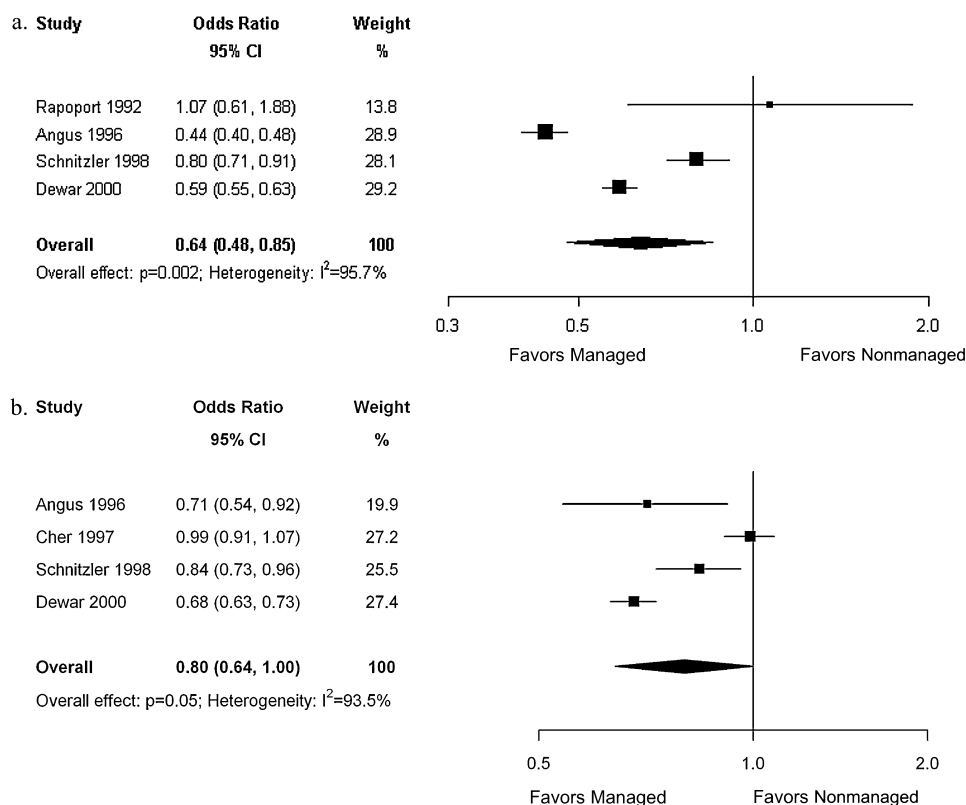 a. Study Odds Ratio Weight
95% CI %
Rapoport 1992 1.07 (0.61, 1.88) 13.8
Angus 1996 0.44 (0.40, 0.48) 28.9
Schnitzler 1998 0.80 (0.71, 0.91) 28.1
Dewar 2000 0.59 (0.55, 0.63) 29.2
Overall 0.64 (0.48, 0.85) 100
Overall effect: p=0.002; Heterogeneity: I²=95.7%
0.3 0.5 1.0 2.0
Favors Managed Favors Nonmanaged
b. Study Odds Ratio Weight
95% CI %
Angus 1996 0.71 (0.54, 0.92) 19.9
Cher 1997 0.99 (0.91, 1.07) 27.2
Schnitzler 1998 0.84 (0.73, 0.96) 25.5
Dewar 2000 0.68 (0.63, 0.73) 27.4
Overall 0.80 (0.64, 1.00) 100
Overall effect: p=0.05; Heterogeneity: I²=93.5%
0.5 1.0 2.0
Favors Managed Favors Nonmanaged